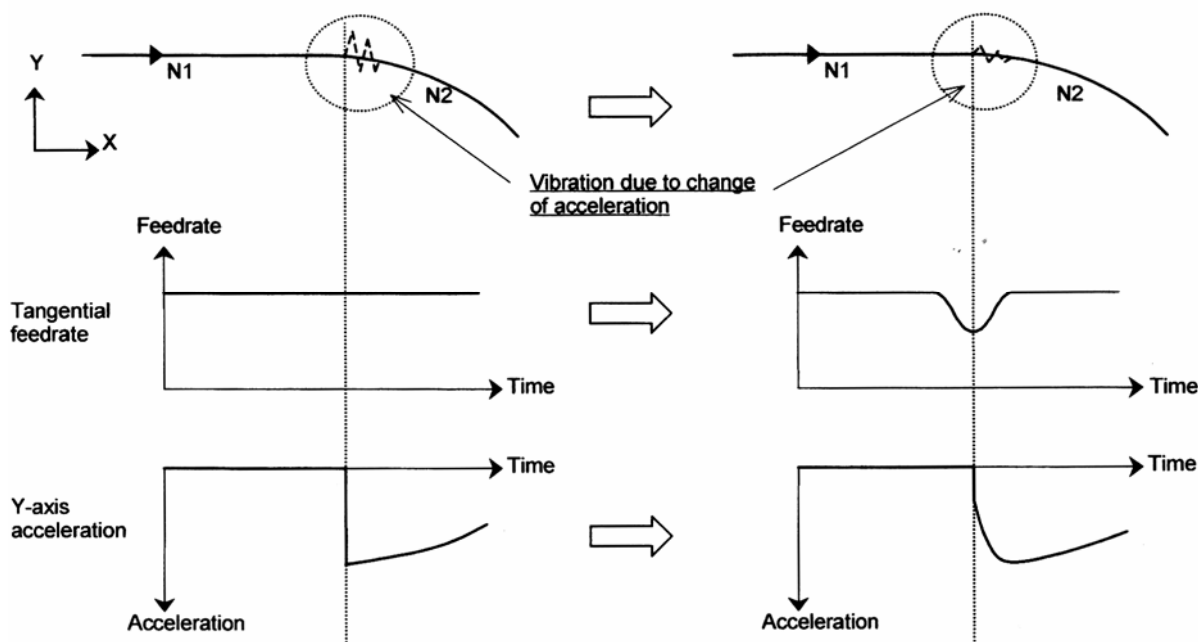 Y
X
N1
N2
N1
N2
Vibration due to change
of acceleration
Feedrate
Feedrate
Tangential
feedrate
Time
Time
Time
Time
Y-axis
acceleration
Acceleration
Acceleration